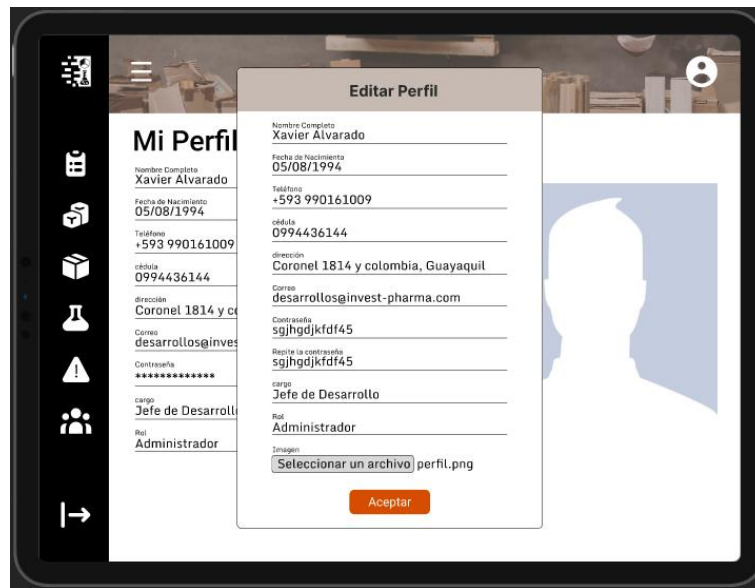 Editar Perfil
Nombre Completo
Xavier Alvarado
Fecha de Nacimiento
05/08/1994
Teléfono
+593 990161009
cédula
0994436144
dirección
Coronel 1814 y colombia, Guayaquil
Correo
desarrollos@invest-pharma.com
Contraseña
sgjhgdjkfdf45
Repite la contraseña
sgjhgdjkfdf45
cargo
Jefe de Desarrollo
Rol
Administrador
Imagen
Seleccionar un archivo perfil.png
Aceptar
Mi Perfil
Nombre Completo
Xavier Alvarado
Fecha de Nacimiento
05/08/1994
Teléfono
+593 990161009
cédula
0994436144
dirección
Coronel 1814 y co
Correo
desarrollos@inves
Contraseña
*************
cargo
Jefe de Desarroll
Rol
Administrador